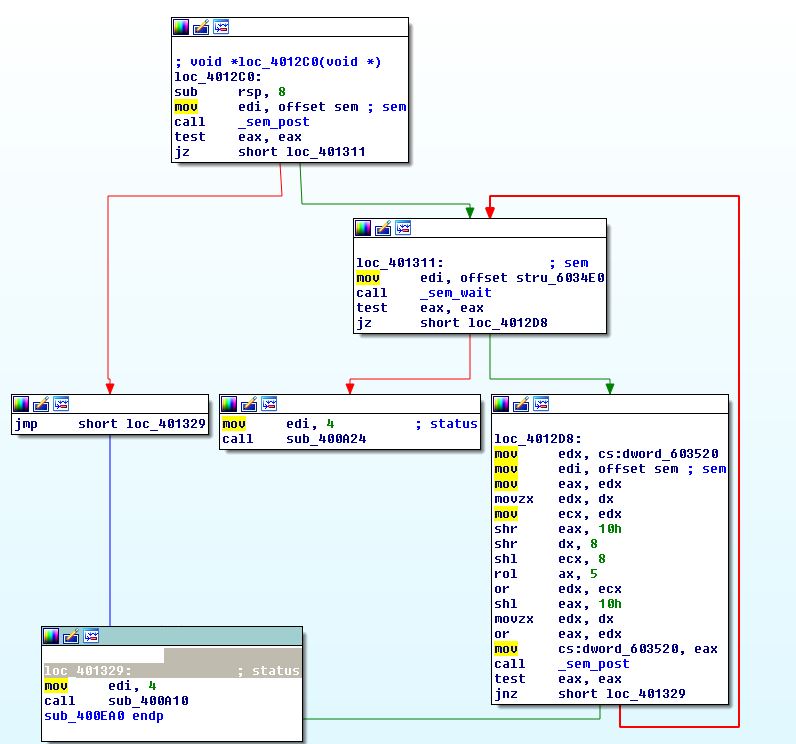 ; void *loc_4012C0(void *)
loc_4012C0:
sub rsp, 8
mov edi, offset sem ; sem
call _sem_post
test eax, eax
jz short loc_401311
loc_401311: ; sem
mov edi, offset stru_6034E0
call _sem_wait
test eax, eax
jz short loc_4012D8
jmp short loc_401329
mov edi, 4 ; status
call sub_400A24
loc_4012D8:
mov edx, cs:dword_603520
mov edi, offset sem ; sem
mov eax, edx
movzx edx, dx
mov ecx, edx
shr eax, 10h
shr dx, 8
shl ecx, 8
rol ax, 5
or edx, ecx
shl eax, 10h
movzx edx, dx
or eax, edx
mov cs:dword_603520, eax
call _sem_post
test eax, eax
jnz short loc_401329
loc_401329: ; status
mov edi, 4
call sub_400A10
sub_400EA0 endp